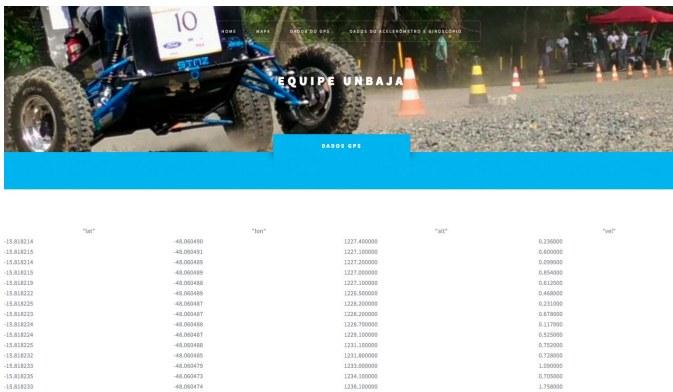 10
Ford
STNZ
HOME MAPA DADOS DO GPS DADOS DO ACELERÔMETRO E GIROSCÓPIO
EQUIPE UNBAJA
DADOS GPS
"lat" "lon" "alt" "vel"
-15.818214 -48.060490 1227.400000 0.236000
-15.818215 -48.060491 1227.100000 0.600000
-15.818214 -48.060489 1227.200000 0.099000
-15.818215 -48.060489 1227.000000 0.854000
-15.818219 -48.060488 1227.100000 0.612000
-15.818222 -48.060489 1226.500000 0.468000
-15.818225 -48.060487 1228.200000 0.231000
-15.818223 -48.060487 1228.200000 0.878000
-15.818224 -48.060488 1228.700000 0.117000
-15.818224 -48.060487 1229.100000 0.525000
-15.818225 -48.060488 1231.100000 0.752000
-15.818232 -48.060485 1231.800000 0.728000
-15.818233 -48.060479 1233.000000 1.090000
-15.818235 -48.060473 1234.100000 0.705000
-15.818233 -48.060474 1236.100000 1.758000